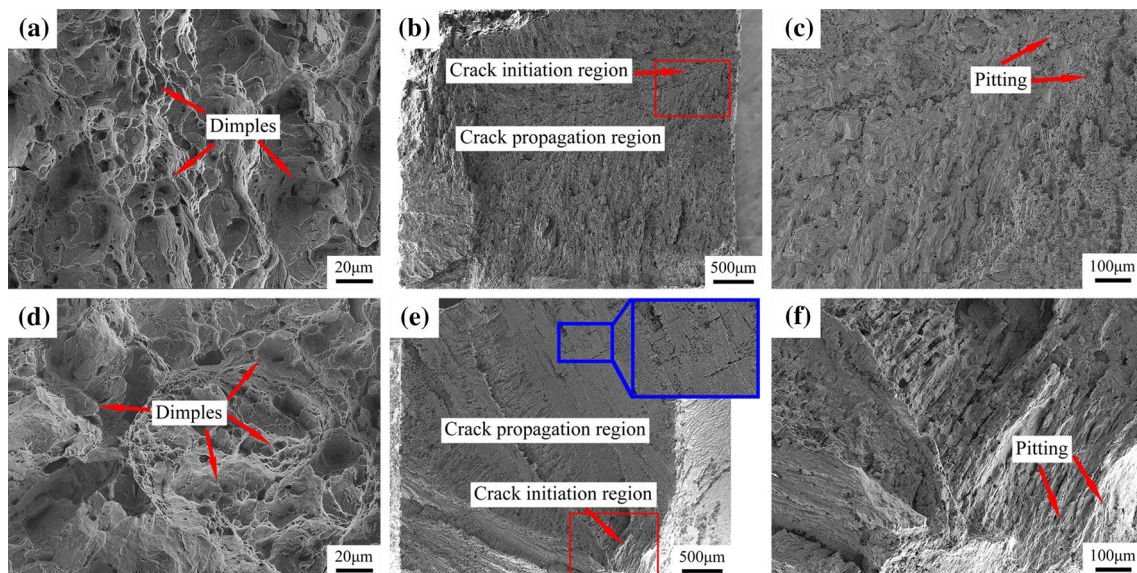 (a)
Dimples
20μm
(b)
Crack initiation region
Crack propagation region
500μm
(c)
Pitting
100μm
(d)
Dimples
20μm
(e)
Crack propagation region
Crack initiation region
500μm
(f)
Pitting
100μm